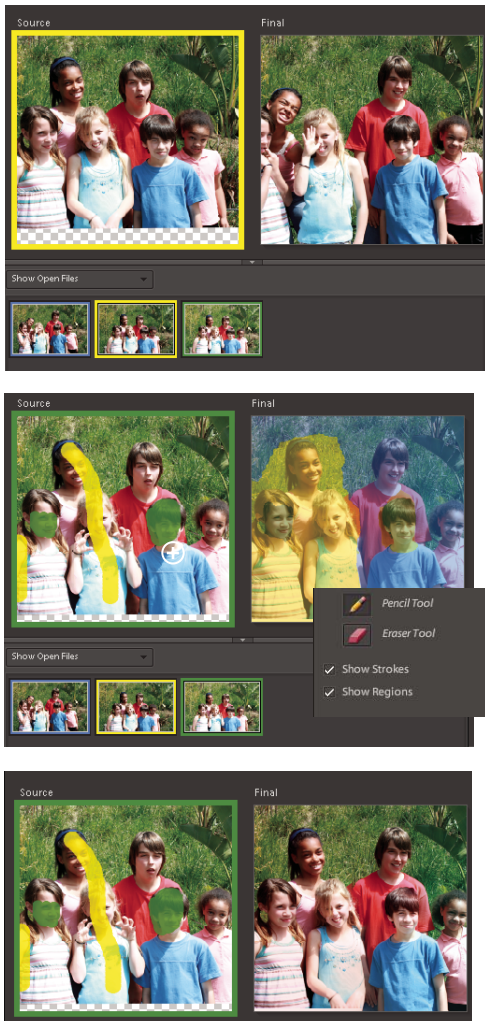 Source Final
Show Open Files
Source Final
Pencil Tool
Eraser Tool
Show Strokes
Show Regions
Show Open Files
Source Final